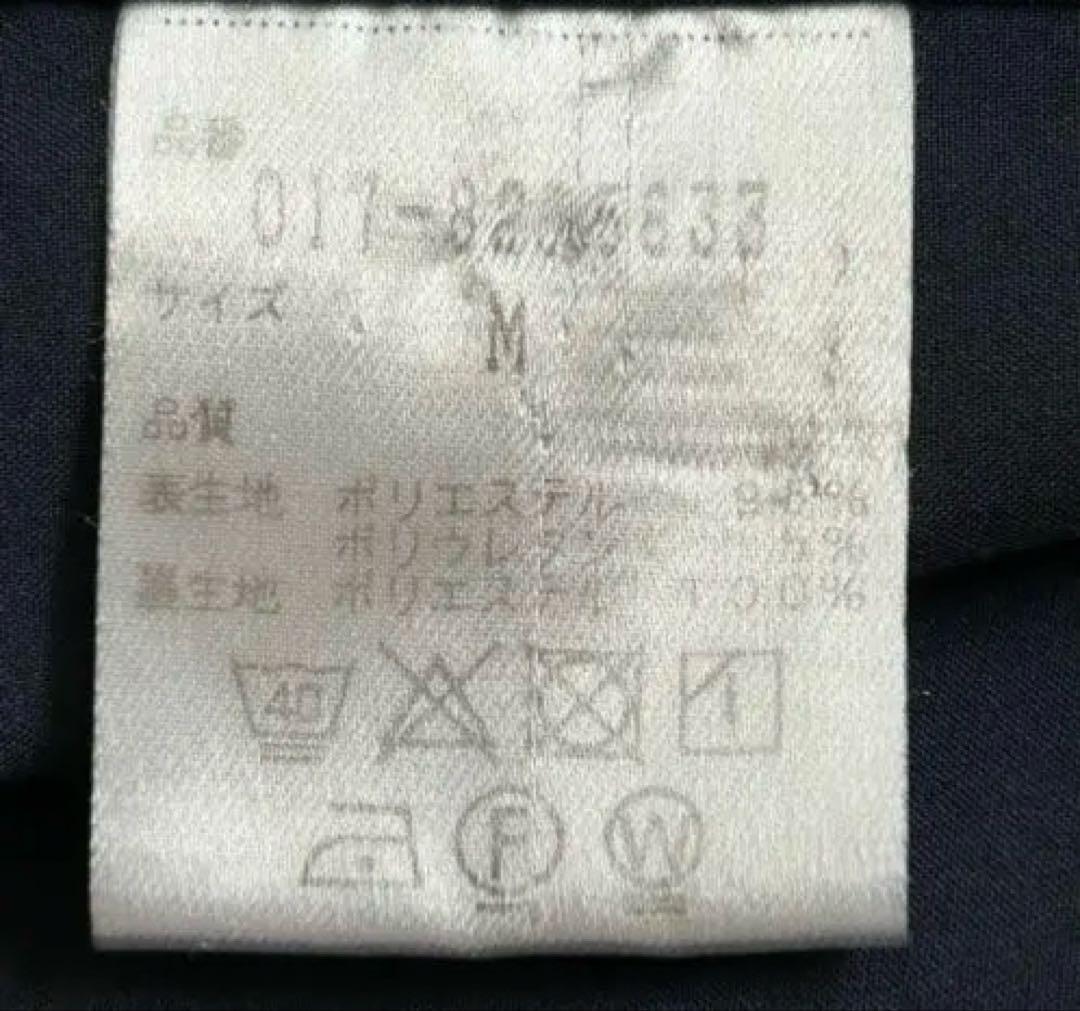 品番
サイズ M
品質
表生地 ポリエステル
ポリウレタン 5%
裏生地 ポリエステル 100%
40
F W